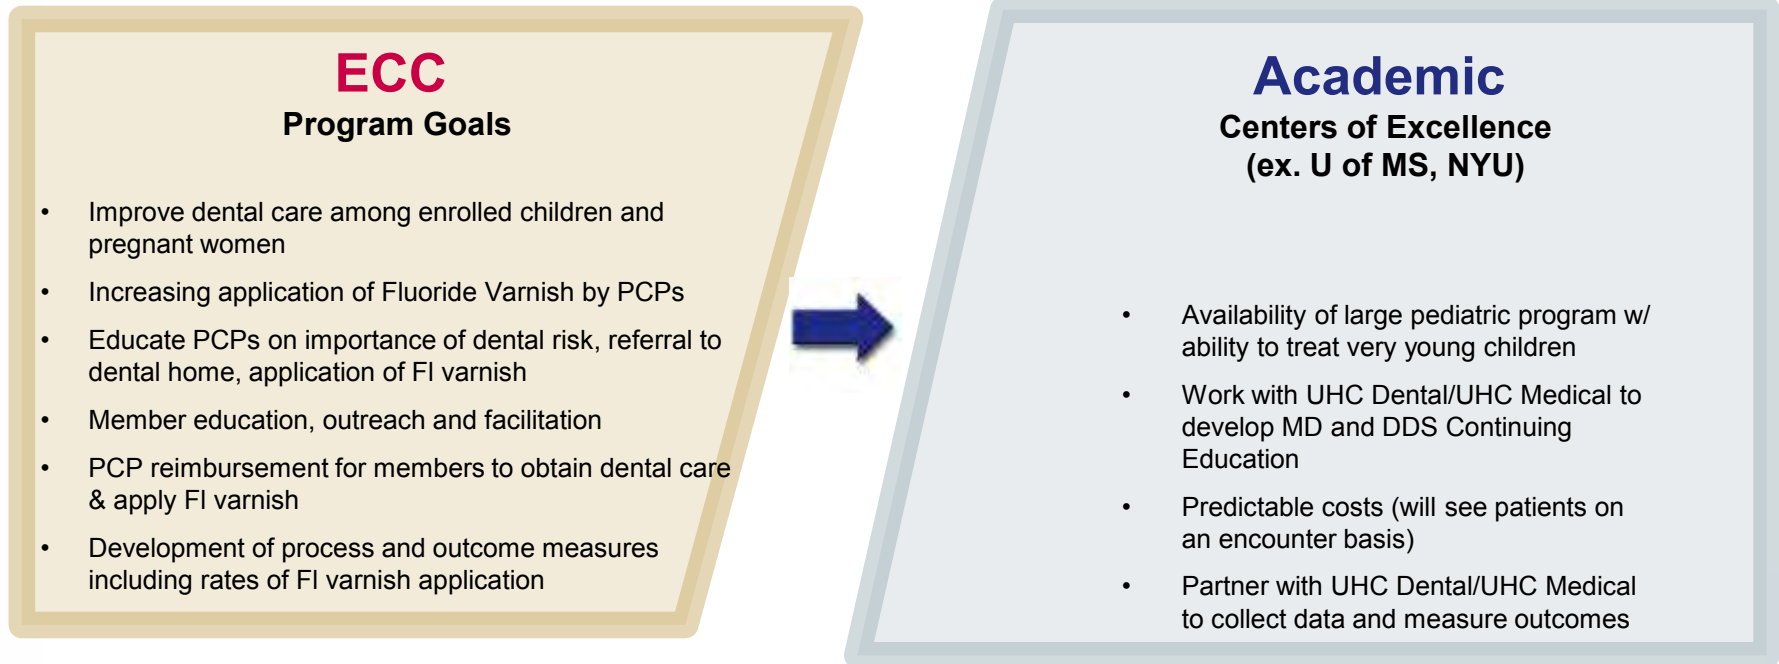 ECC
Program Goals
• Improve dental care among enrolled children and
pregnant women
• Increasing application of Fluoride Varnish by PCPs
• Educate PCPs on importance of dental risk, referral to
dental home, application of Fl varnish
• Member education, outreach and facilitation
• PCP reimbursement for members to obtain dental care
& apply Fl varnish
• Development of process and outcome measures
including rates of Fl varnish application
Academic
Centers of Excellence
(ex. U of MS, NYU)
• Availability of large pediatric program w/
ability to treat very young children
• Work with UHC Dental/UHC Medical to
develop MD and DDS Continuing
Education
• Predictable costs (will see patients on
an encounter basis)
• Partner with UHC Dental/UHC Medical
to collect data and measure outcomes